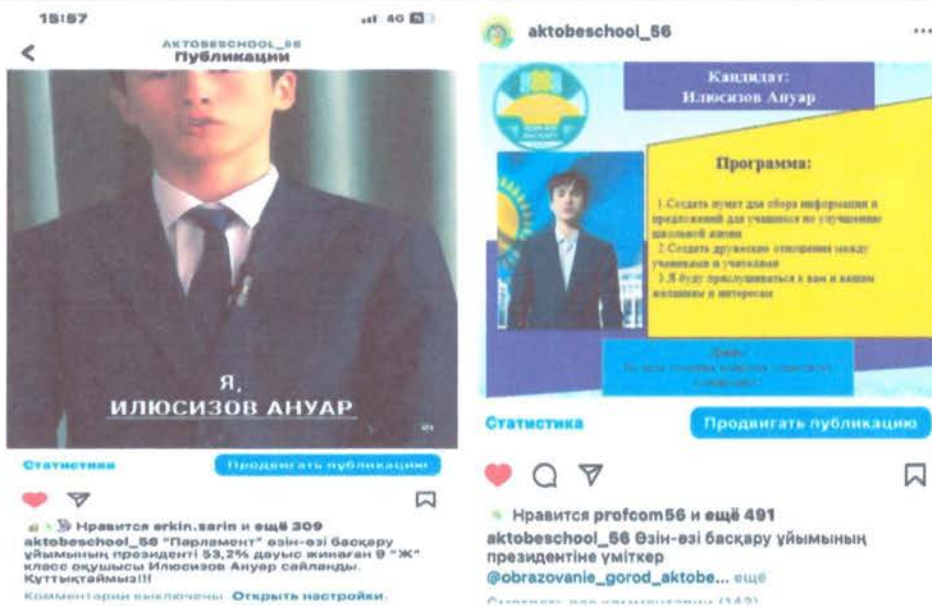 15:57
4G
AKTOBESCHOOL_56
Публикации
Я,
ИЛЮСИЗОВ АНУАР
Статистика
Продвигать публикацию
Нравится erkin.sarin и ещё 309
aktobeschool_56 "Парламент" өзін-өзі басқару
ұйымының президенті 53,2% дауыс жинаған 9 "Ж"
класс оқушысы Илюсизов Ануар сайланды.
Құттықтаймыз!!!
Комментарии выключены. Открыть настройки.
aktobeschool_56
Кандидат:
Илюсизов Ануар
Программа:
1.Создать пункт для сбора информации и
предложений для учащихся по улучшению
школьной жизни
2.Создать дружеские отношения между
учениками и учителями
3.Я буду прислушиваться к вам и вашим
желаниям и интересам
Статистика
Продвигать публикацию
Нравится profcom56 и ещё 491
aktobeschool_56 Өзін-өзі басқару ұйымының
президентіне үміткер
@obrazovanie_gorod_aktobe... ещё
Смотреть все комментарии (142)